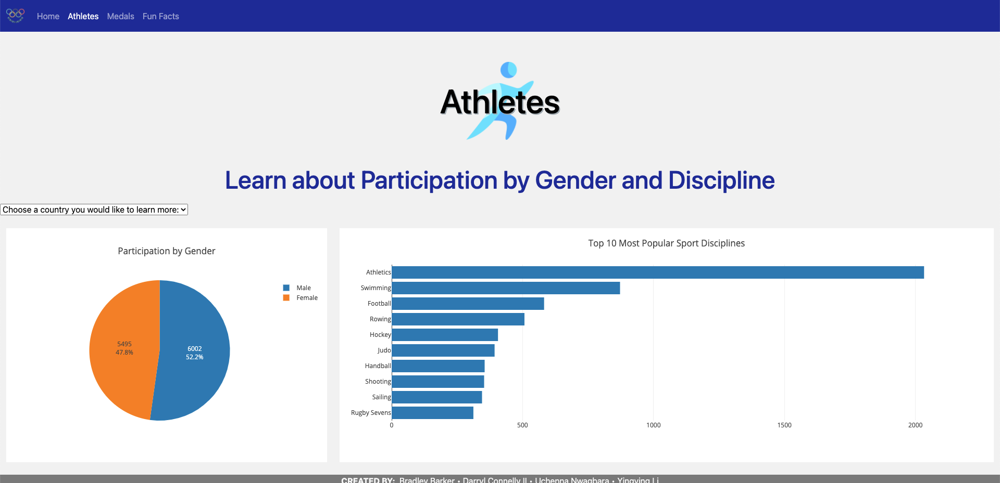 Home Athletes Medals Fun Facts
Athletes
Learn about Participation by Gender and Discipline
Choose a country you would like to learn more:
Participation by Gender
Male
Female
5495
47.8%
6002
52.2%
Top 10 Most Popular Sport Disciplines
Athletics
Swimming
Football
Rowing
Hockey
Judo
Handball
Shooting
Sailing
Rugby Sevens
0 500 1000 1500 2000
CREATED BY: Bradley Barker • Darryl Connelly II • Uchenna Nwagbara • Yingying Li